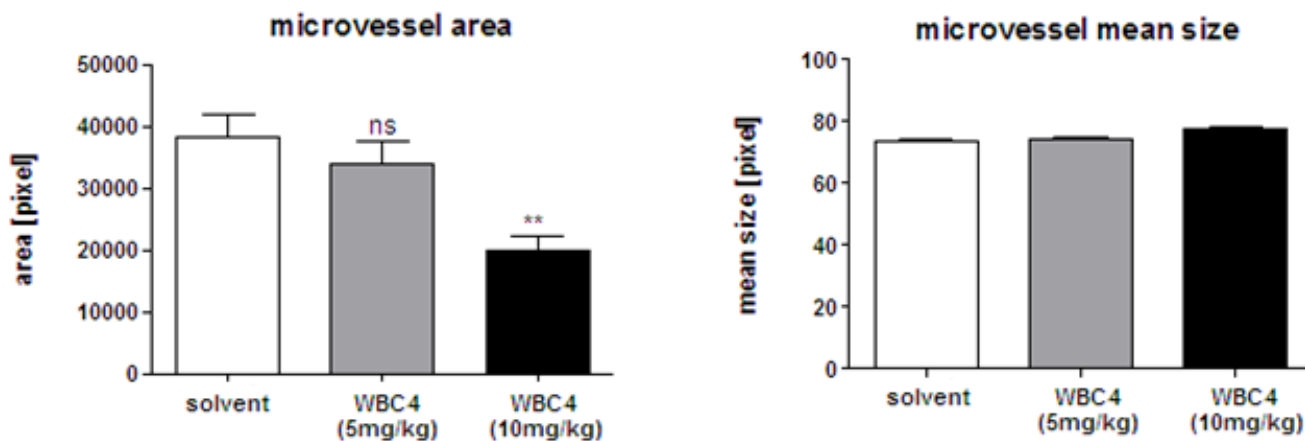 microvessel area
area [pixel]
50000
40000
30000
20000
10000
0
ns
**
solvent
WBC4
(5mg/kg)
WBC4
(10mg/kg)
microvessel mean size
mean size [pixel]
100
80
60
40
20
0
solvent
WBC4
(5mg/kg)
WBC4
(10mg/kg)